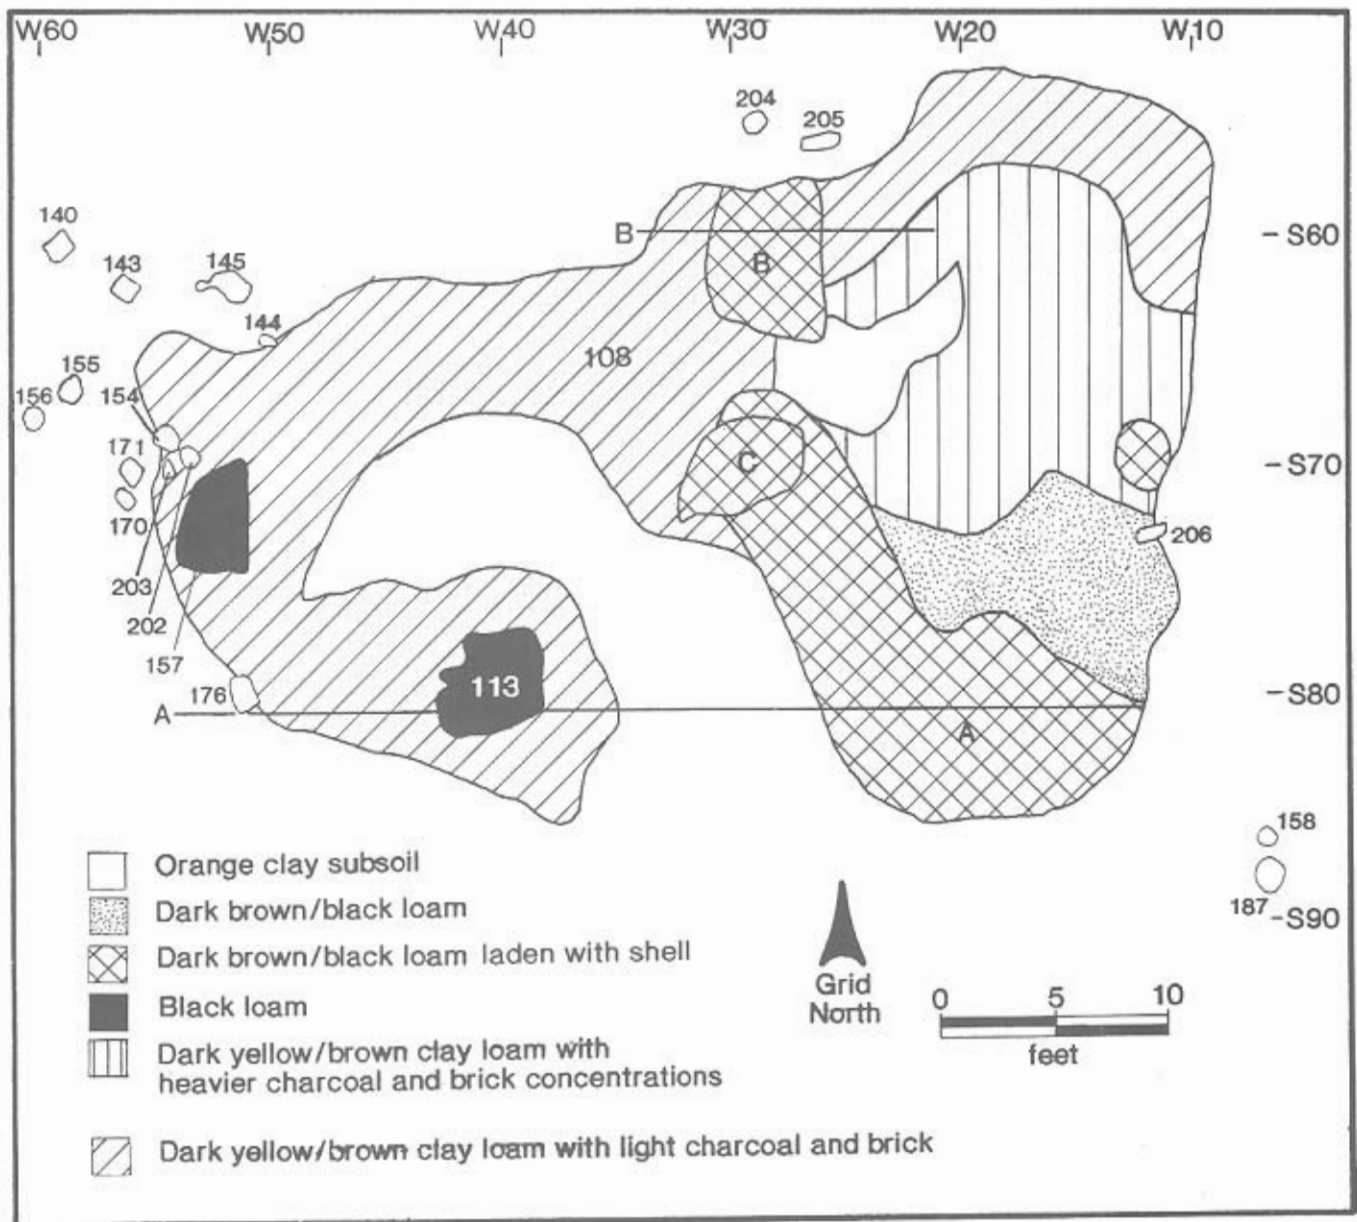 W60 W50 W40 W30 W20 W10
204
205
B
B
S60
140
143
145
144
108
155
156
154
171
C
S70
170
206
203
202
157
176
113
S80
A
A
158
187
S90
Orange clay subsoil
Dark brown/black loam
Dark brown/black loam laden with shell
Black loam
Dark yellow/brown clay loam with
heavier charcoal and brick concentrations
Dark yellow/brown clay loam with light charcoal and brick
Grid
North
0 5 10
feet